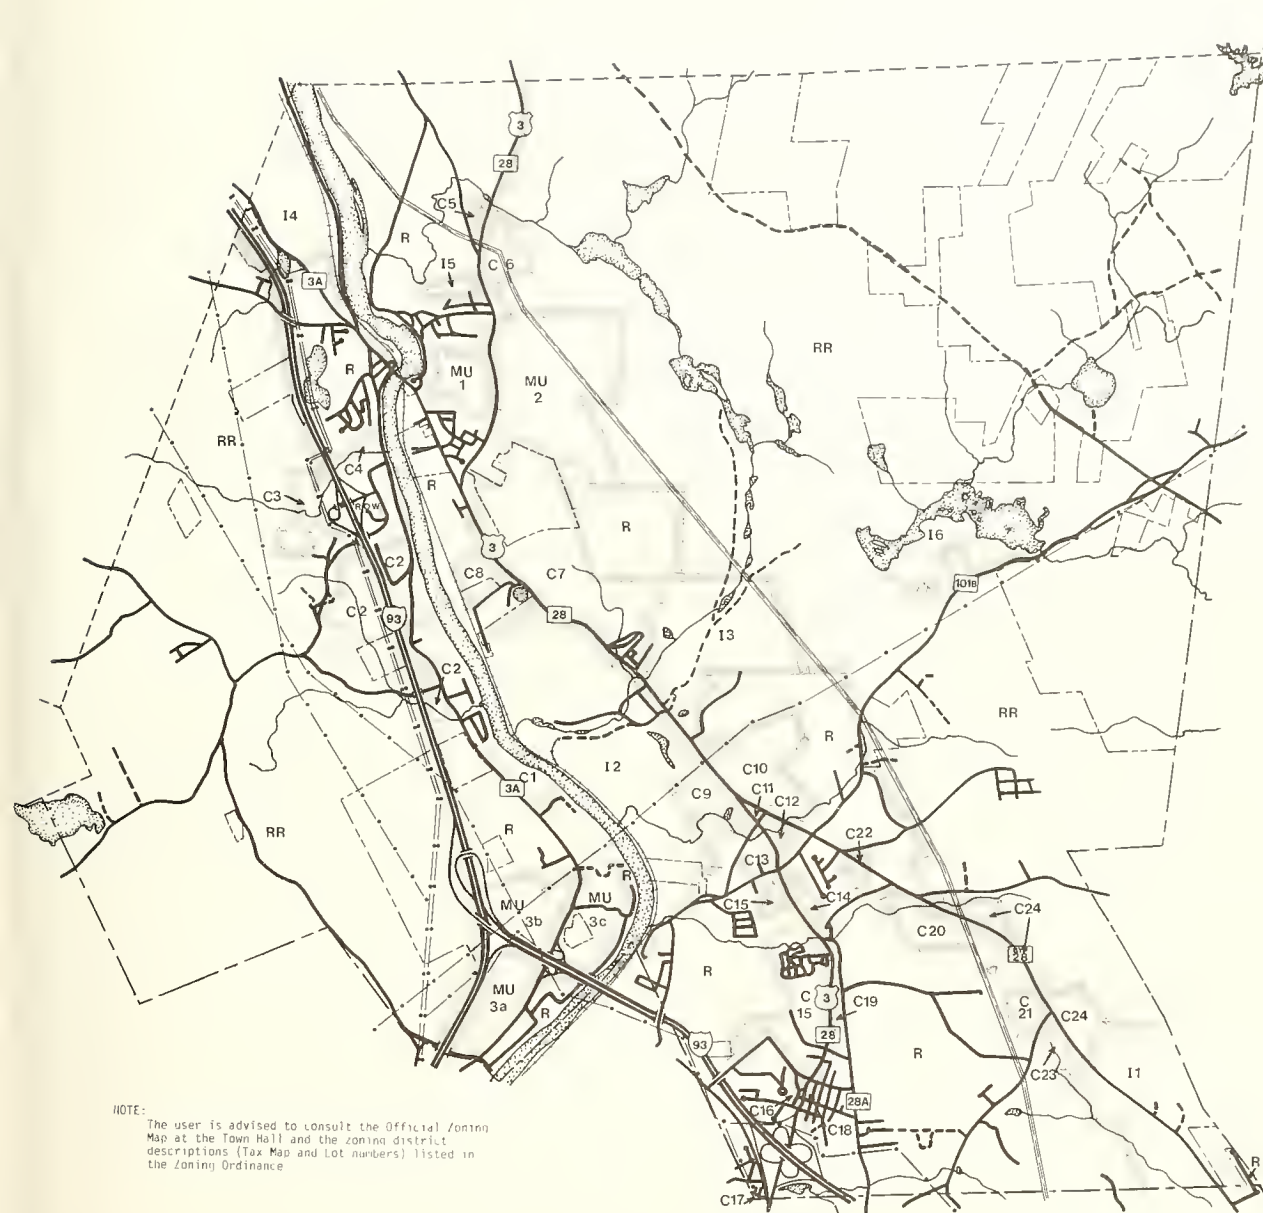 3
28
C5
I4
R
C 6
I5
3A
RR
R
MU
1
MU
2
RR
C4
C3
ROW
R
R
I6
3
C2
C8
C7
101B
C2
93
28
I3
C2
RR
R
I2
C10
C1
3A
C9
C11
C12
RR
R
C22
C13
R
MU
3b
MU
3c
C15
C14
C24
C20
BY
28
R
MU
3a
C
15
3
C19
C
21
C24
R
28
93
R
C23
I1
C16
28A
C18
R
C17
NOTE:
The user is advised to consult the Official Zoning
Map at the Town Hall and the zoning district
descriptions (Tax Map and Lot numbers) listed in
the Zoning Ordinance